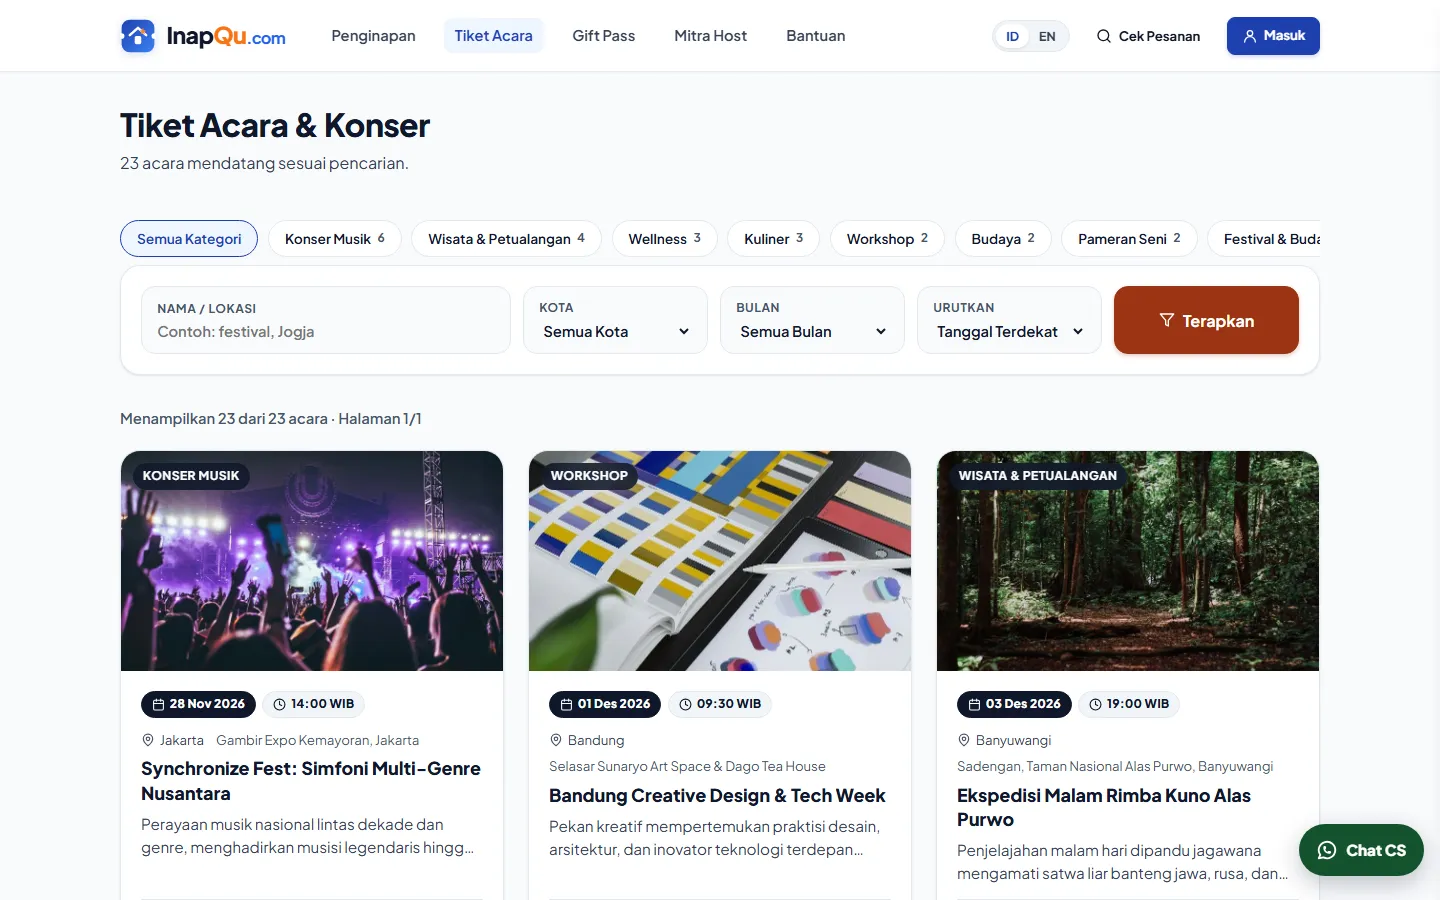 InapQu.com
Penginapan
Tiket Acara
Gift Pass
Mitra Host
Bantuan
ID EN
Cek Pesanan
Masuk
Tiket Acara & Konser
23 acara mendatang sesuai pencarian.
Semua Kategori
Konser Musik 6
Wisata & Petualangan 4
Wellness 3
Kuliner 3
Workshop 2
Budaya 2
Pameran Seni 2
Festival & Buda
NAMA / LOKASI
Contoh: festival, Jogja
KOTA
Semua Kota
BULAN
Semua Bulan
URUTKAN
Tanggal Terdekat
Terapkan
Menampilkan 23 dari 23 acara · Halaman 1/1
KONSER MUSIK
28 Nov 2026
14:00 WIB
Jakarta Gambir Expo Kemayoran, Jakarta
Synchronize Fest: Simfoni Multi-Genre
Nusantara
Perayaan musik nasional lintas dekade dan
genre, menghadirkan musisi legendaris hingg...
WORKSHOP
01 Des 2026
09:30 WIB
Bandung
Selasar Sunaryo Art Space & Dago Tea House
Bandung Creative Design & Tech Week
Pekan kreatif mempertemukan praktisi desain,
arsitektur, dan inovator teknologi terdepan...
WISATA & PETUALANGAN
03 Des 2026
19:00 WIB
Banyuwangi
Sadengan, Taman Nasional Alas Purwo, Banyuwangi
Ekspedisi Malam Rimba Kuno Alas
Purwo
Penjelajahan malam hari dipandu jagawana
mengamati satwa liar banteng jawa, rusa, dan...
Chat CS